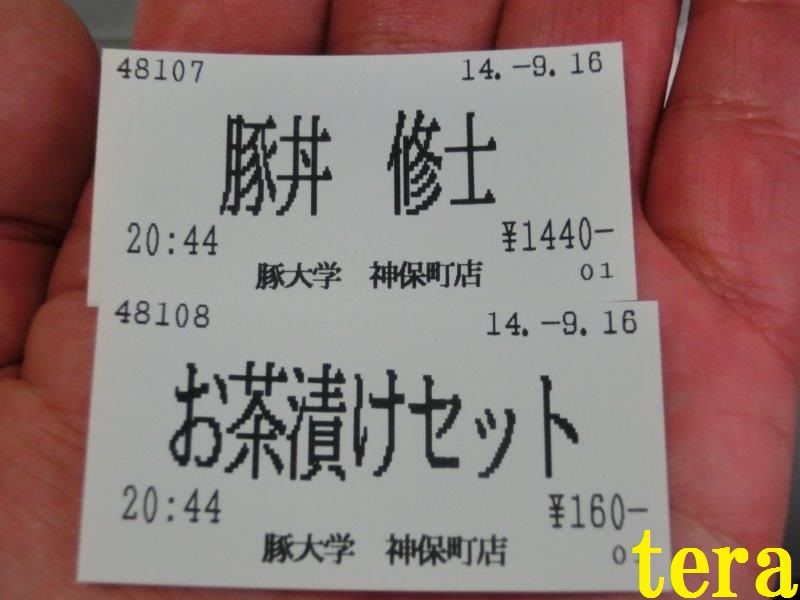 48107 14.-9.16
豚丼 修士
20:44 ¥1440-
豚大学 神保町店 01
48108 14.-9.16
お茶漬けセット
20:44 ¥160-
豚大学 神保町店
tera